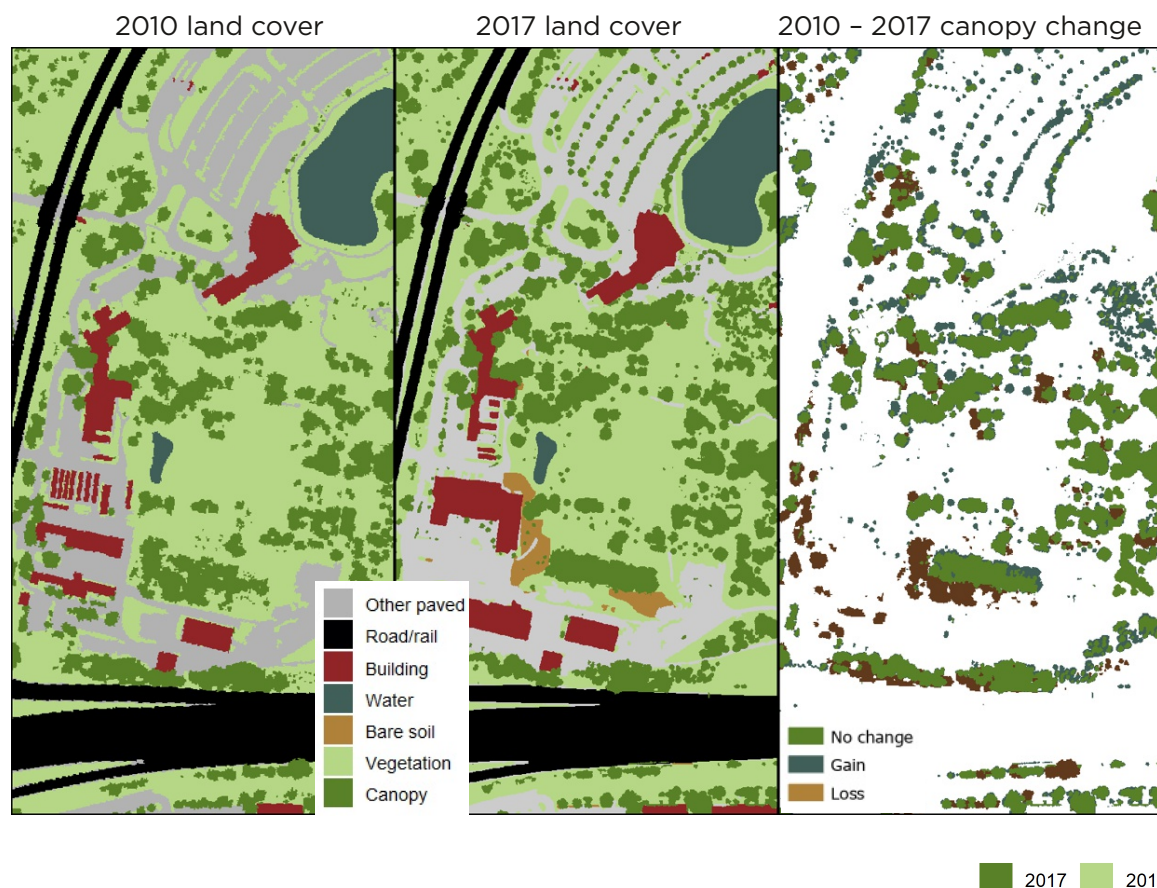 2010 land cover
2017 land cover
2010 – 2017 canopy change
Other paved
Road/rail
Building
Water
Bare soil
Vegetation
Canopy
No change
Gain
Loss
2017